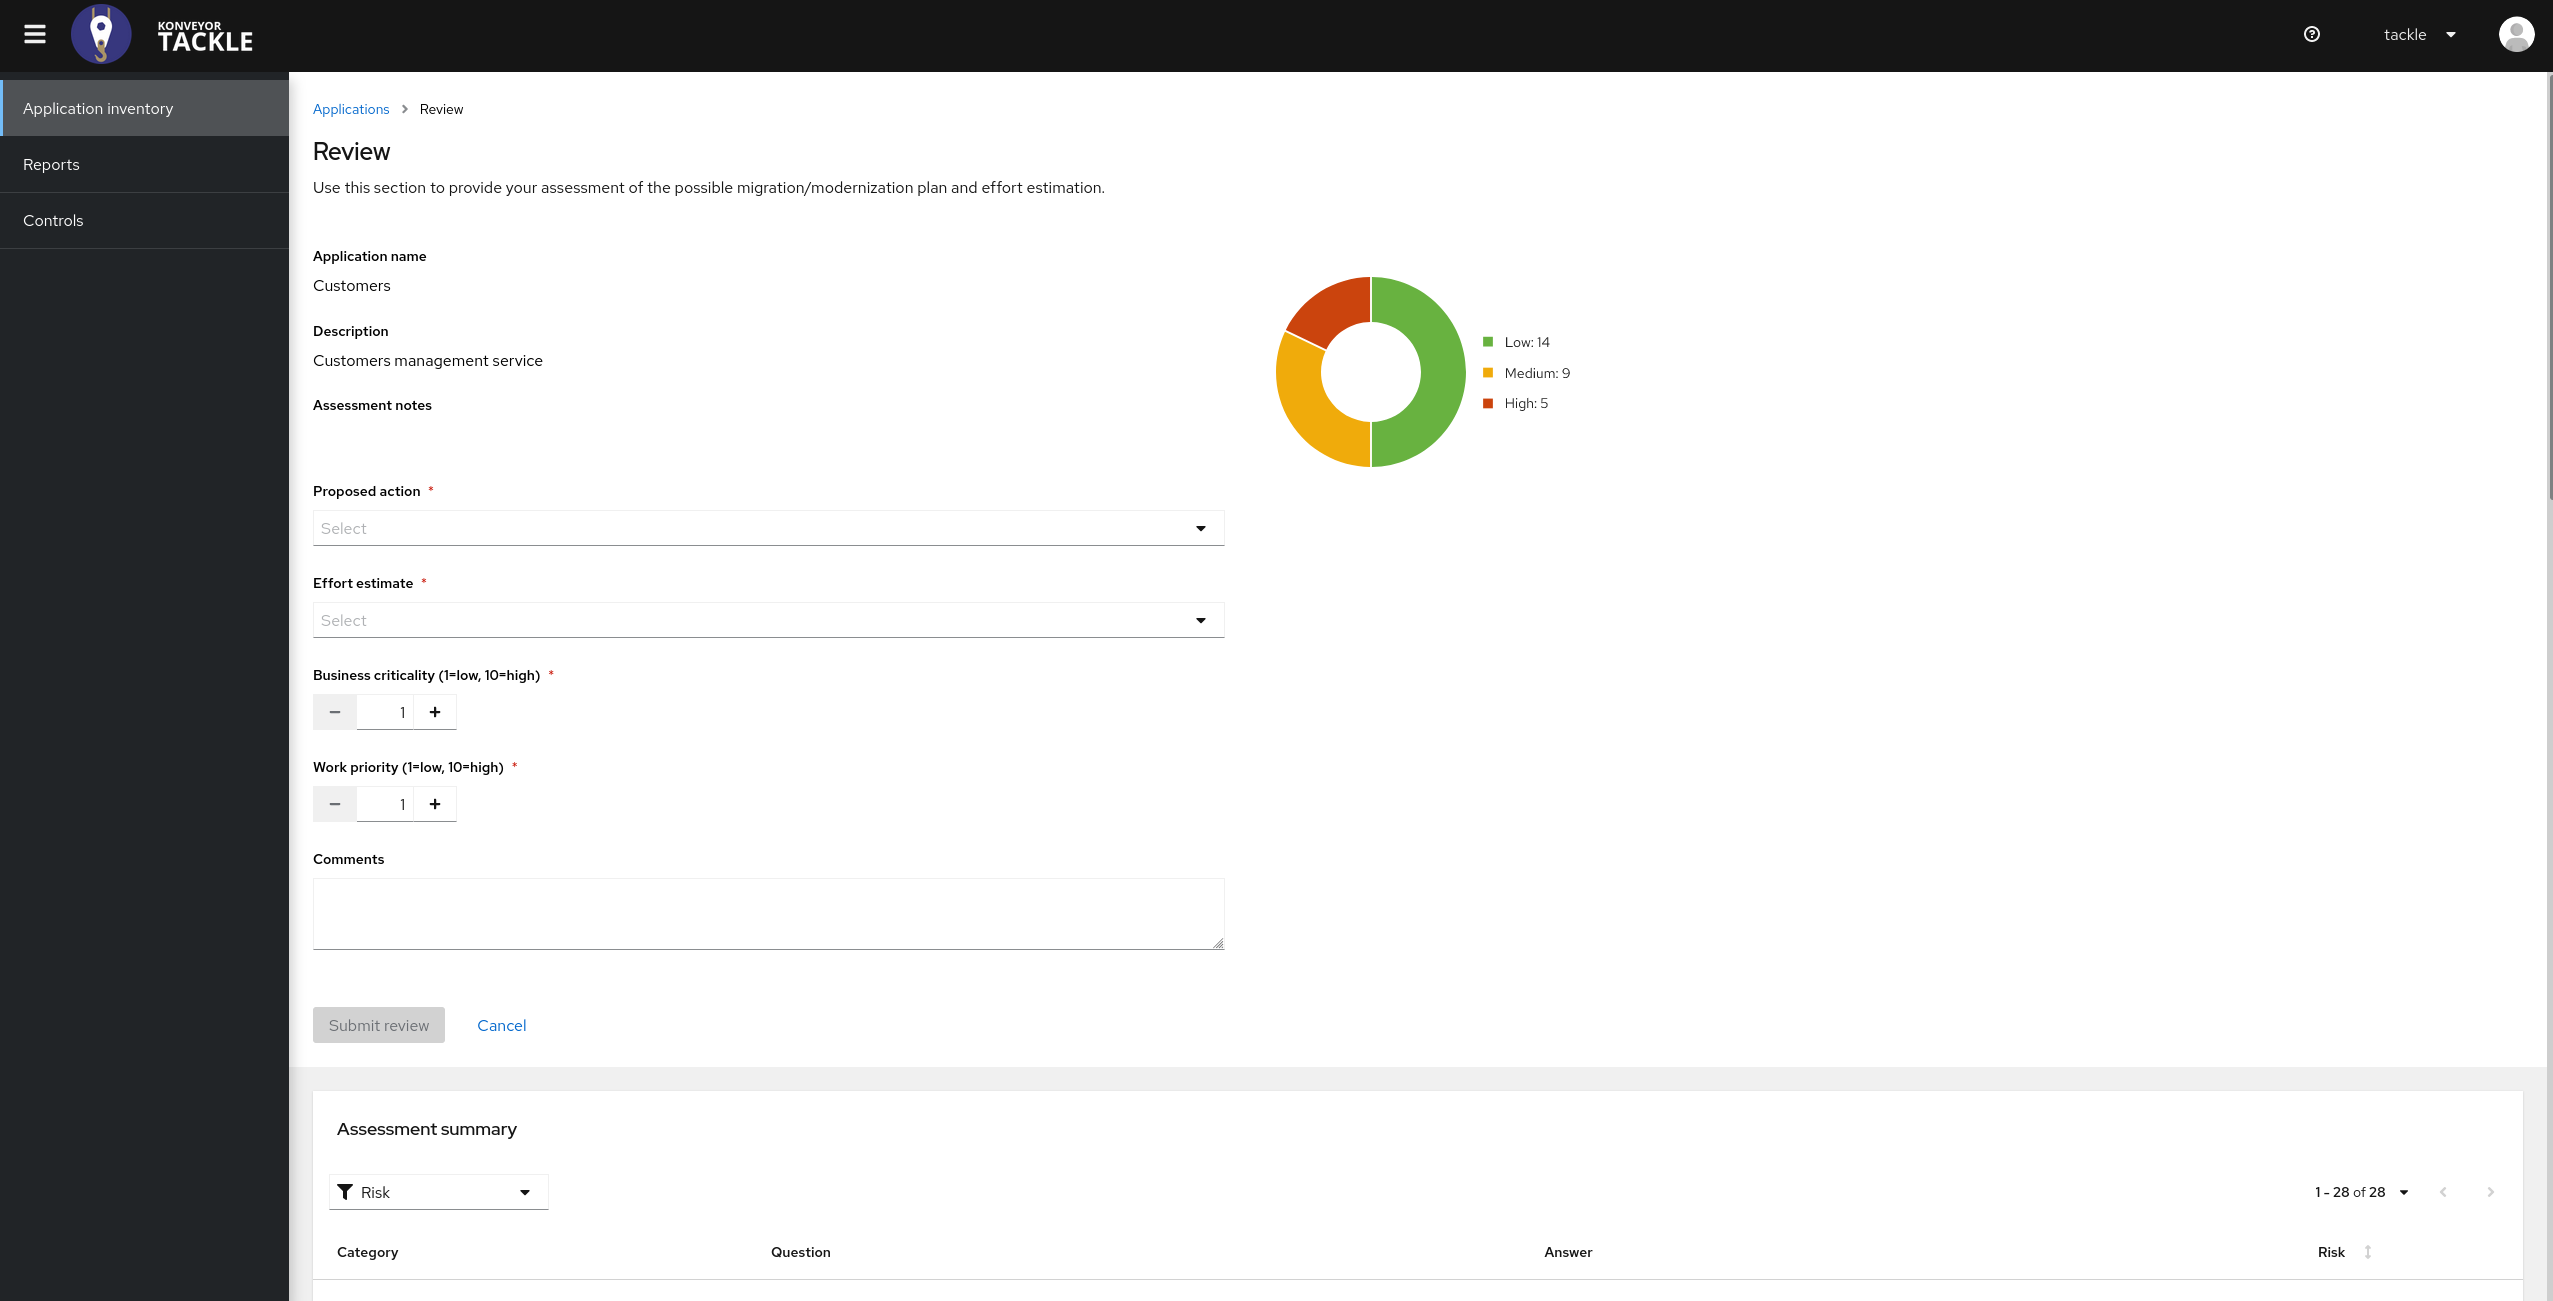 KONVEYOR
TACKLE
tackle
Application inventory
Reports
Controls
Applications > Review
Review
Use this section to provide your assessment of the possible migration/modernization plan and effort estimation.
Application name
Customers
Description
Customers management service
Assessment notes
Low: 14
Medium: 9
High: 5
Proposed action *
Select
Effort estimate *
Select
Business criticality (1=low, 10=high) *
1
Work priority (1=low, 10=high) *
1
Comments
Submit review Cancel
Assessment summary
Risk 1 - 28 of 28
Category Question Answer Risk